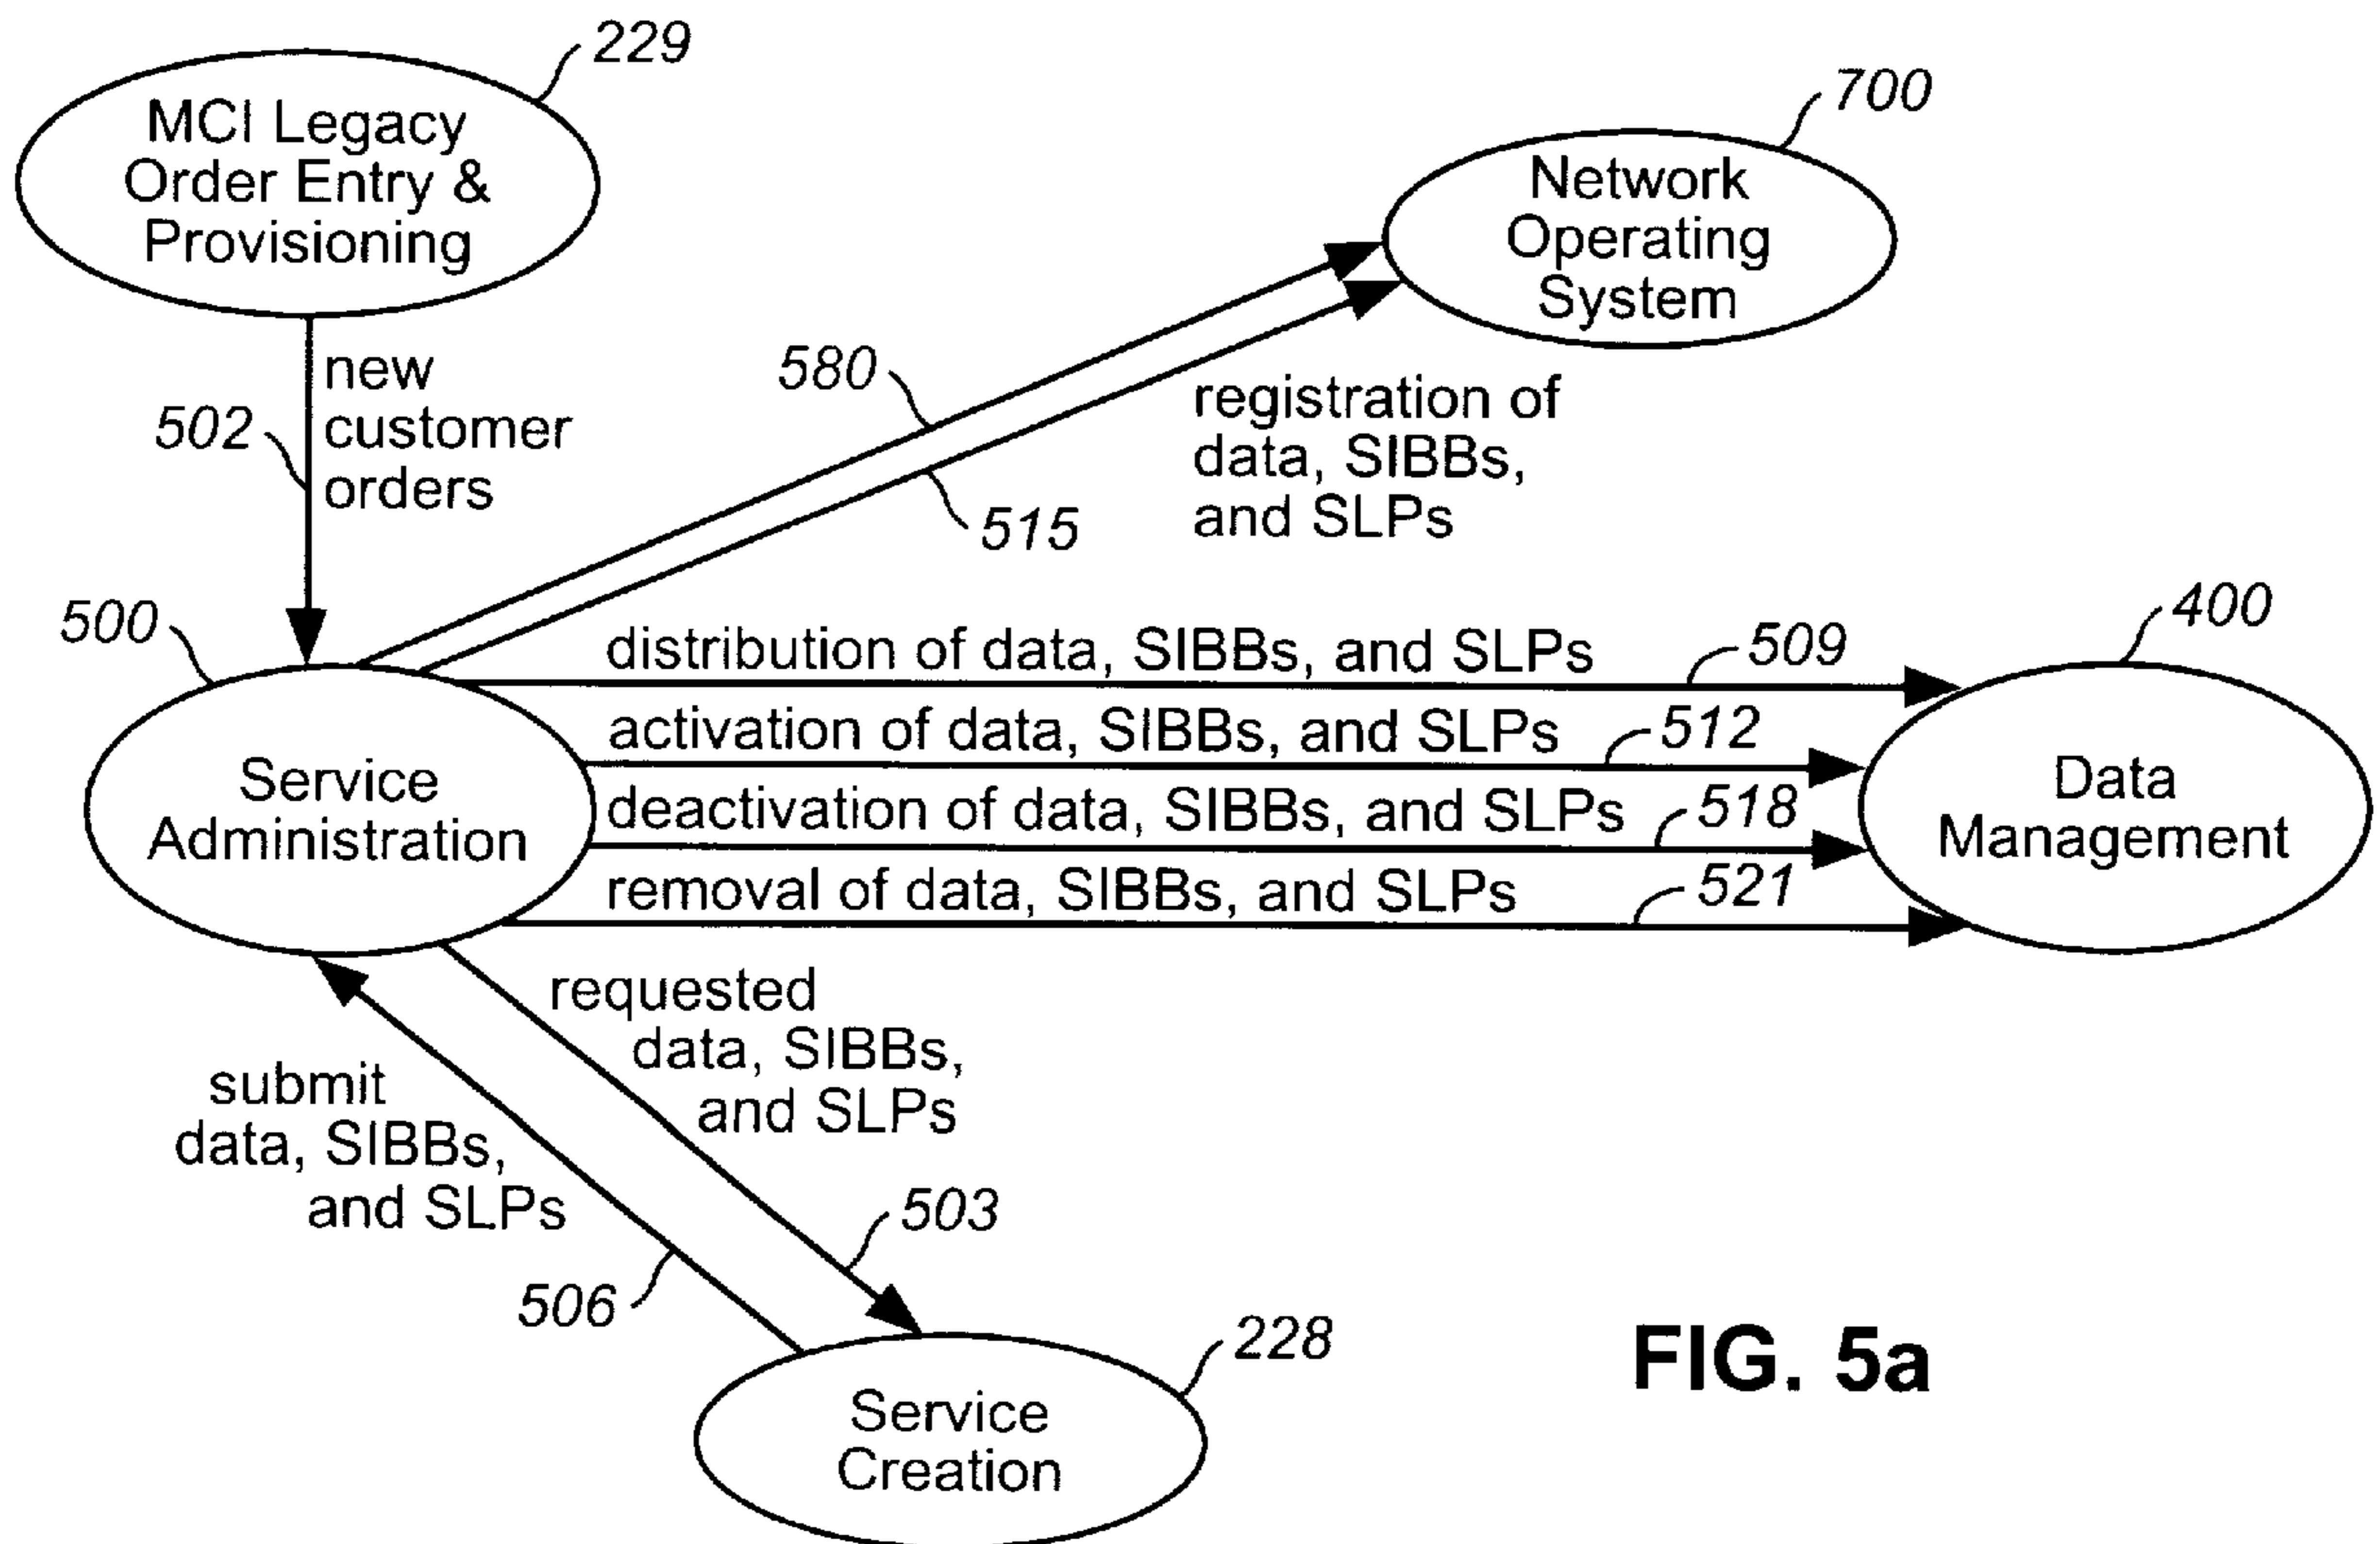 229
MCI Legacy
Order Entry &
Provisioning
700
Network
Operating
System
new
customer
orders
502
580
515
registration of
data, SIBBs,
and SLPs
500
Service
Administration
distribution of data, SIBBs, and SLPs
509
activation of data, SIBBs, and SLPs
512
deactivation of data, SIBBs, and SLPs
518
removal of data, SIBBs, and SLPs
521
400
Data
Management
requested
data, SIBBs,
and SLPs
503
submit
data, SIBBs,
and SLPs
506
228
Service
Creation
FIG. 5a